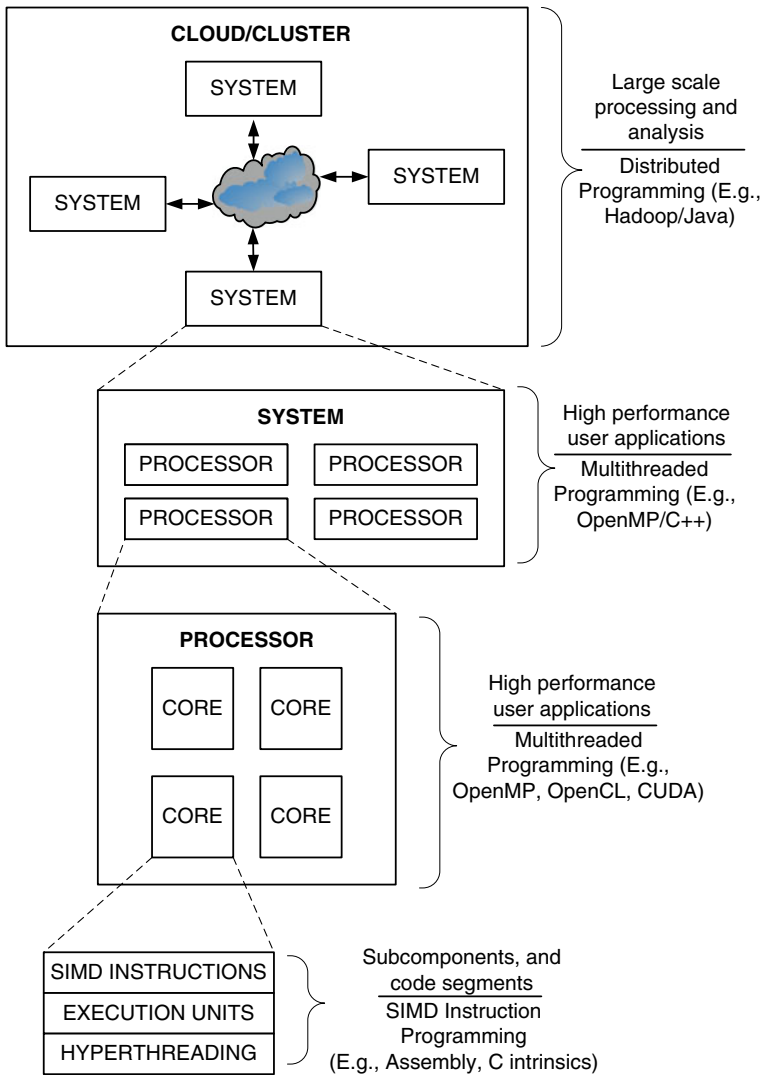 CLOUD/CLUSTER
SYSTEM
SYSTEM
SYSTEM
SYSTEM
Large scale
processing and
analysis
Distributed
Programming (E.g.,
Hadoop/Java)
SYSTEM
PROCESSOR
PROCESSOR
PROCESSOR
PROCESSOR
High performance
user applications
Multithreaded
Programming (E.g.,
OpenMP/C++)
PROCESSOR
CORE
CORE
CORE
CORE
High performance
user applications
Multithreaded
Programming (E.g.,
OpenMP, OpenCL, CUDA)
SIMD INSTRUCTIONS
EXECUTION UNITS
HYPERTHREADING
Subcomponents, and
code segments
SIMD Instruction
Programming
(E.g., Assembly, C intrinsics)